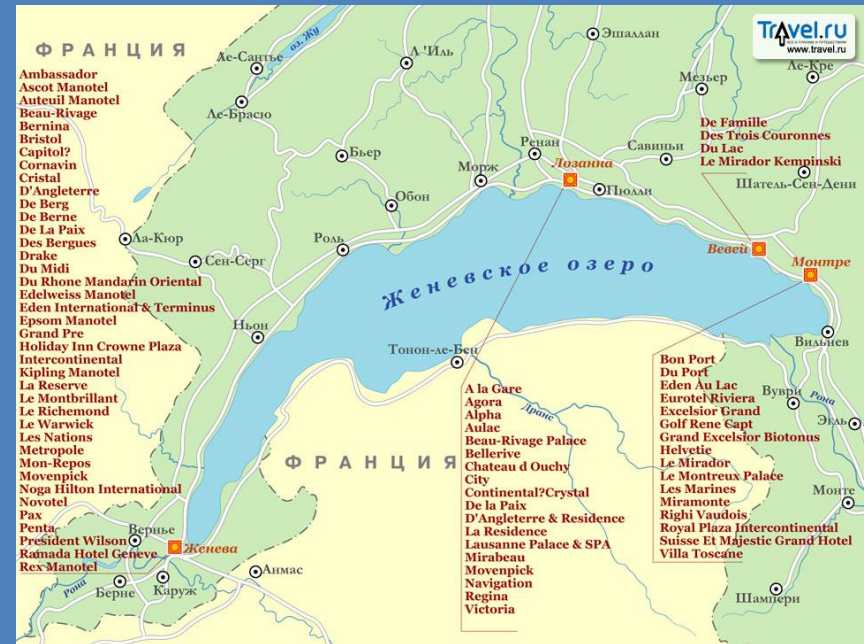 Travel.ru
ВСЕ О ТУРИЗМЕ И ПУТЕШЕСТВИЯХ
www.travel.ru
ФРАНЦИЯ
Ле-Сантье
оз. Жу
Л 'Иль
Эшаллан
Мезьер
Ле-Кре
Ле-Брасю
Бьер
Ренан
Лозанна
Савиньи
Морж
Пюлли
Шатель-Сен-Дени
Обон
Ла-Кюр
Сен-Серг
Роль
Вевей
Монтре
Женевское озеро
Ньон
Тонон-ле-Бен
Вильнев
Вуври
Рона
Эгль
Дранс
ФРАНЦИЯ
Монте
Вернье
Женева
Рона
Берне
Каруж
Анмас
Шампери
Ambassador
Ascot Manotel
Auteuil Manotel
Beau-Rivage
Bernina
Bristol
Capitol?
Cornavin
Cristal
D'Angleterre
De Berg
De Berne
De La Paix
Des Bergues
Drake
Du Midi
Du Rhone Mandarin Oriental
Edelweiss Manotel
Eden International & Terminus
Epsom Manotel
Grand Pre
Holiday Inn Crowne Plaza
Intercontinental
Kipling Manotel
La Reserve
Le Montbrillant
Le Richemond
Le Warwick
Les Nations
Metropole
Mon-Repos
Movenpick
Noga Hilton International
Novotel
Pax
Penta
President Wilson
Ramada Hotel Geneve
Rex Manotel
De Famille
Des Trois Couronnes
Du Lac
Le Mirador Kempinski
A la Gare
Agora
Alpha
Aulac
Beau-Rivage Palace
Bellerive
Chateau d Ouchy
City
Continental?Crystal
De la Paix
D'Angleterre & Residence
La Residence
Lausanne Palace & SPA
Mirabeau
Movenpick
Navigation
Regina
Victoria
Bon Port
Du Port
Eden Au Lac
Eurotel Riviera
Excelsior Grand
Golf Rene Capt
Grand Excelsior Biotonus
Helvetie
Le Mirador
Le Montreux Palace
Les Marines
Miramonte
Righi Vaudois
Royal Plaza Intercontinental
Suisse Et Majestic Grand Hotel
Villa Toscane